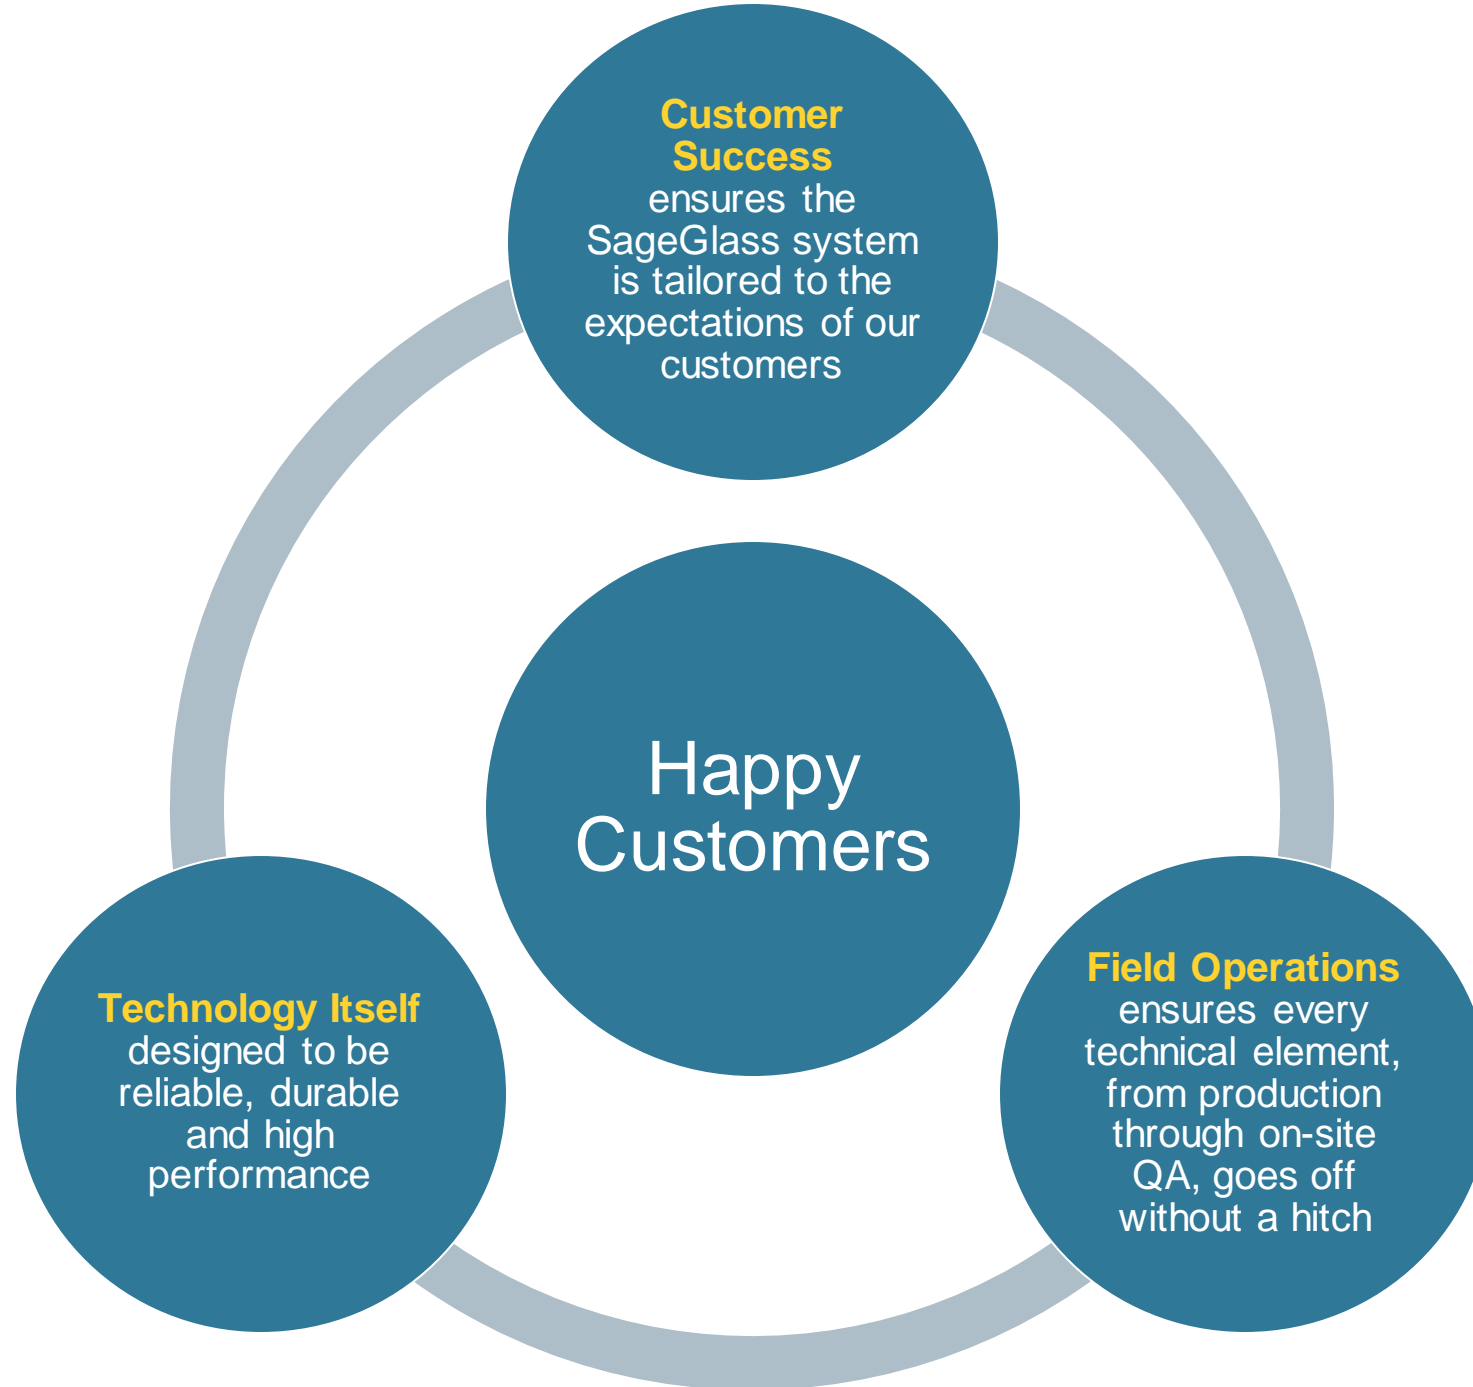 Customer
Success
ensures the
SageGlass system
is tailored to the
expectations of our
customers
Happy
Customers
Technology Itself
designed to be
reliable, durable
and high
performance
Field Operations
ensures every
technical element,
from production
through on-site
QA, goes off
without a hitch